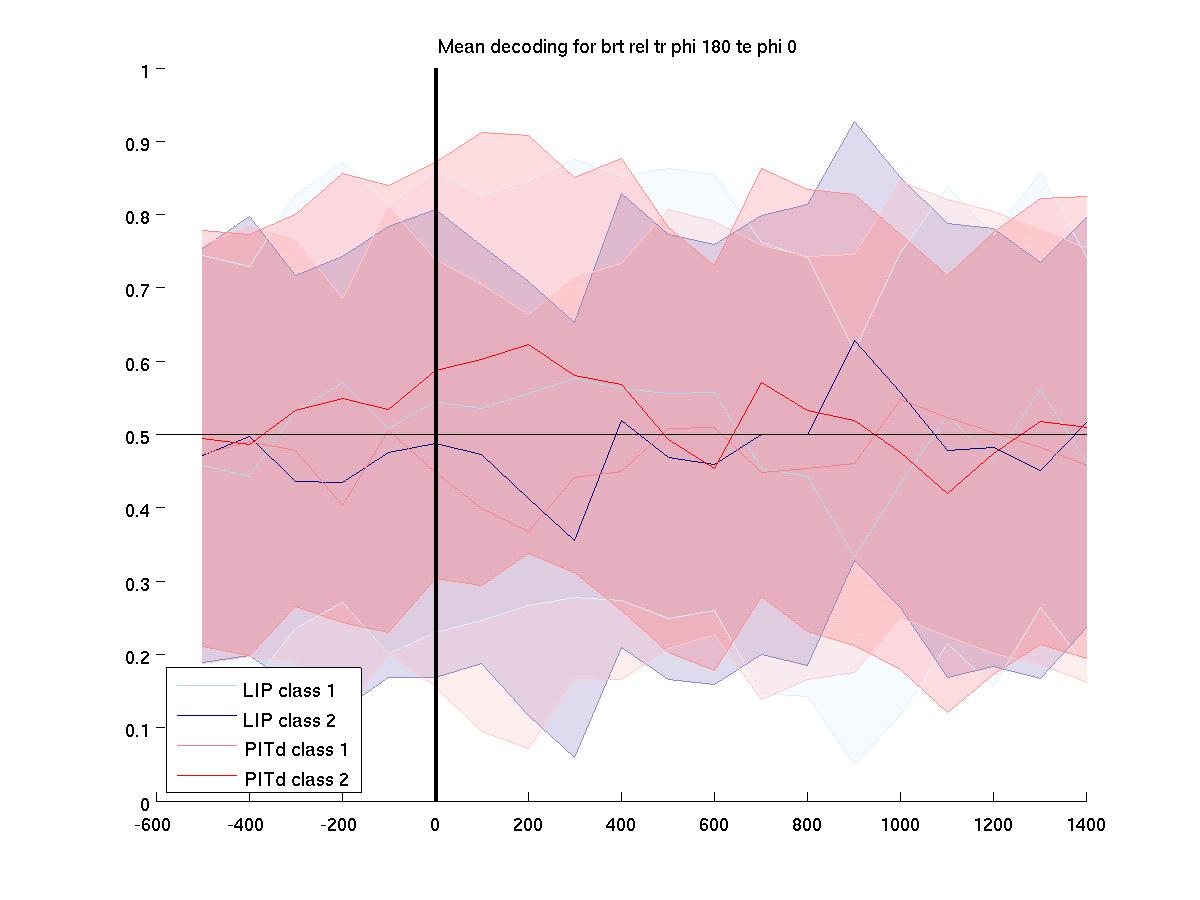 Mean decoding for brt rel tr phi 180 te phi 0
1
0.9
0.8
0.7
0.6
0.5
0.4
0.3
0.2
0.1
0
LIP class 1
LIP class 2
PITd class 1
PITd class 2
-600 -400 -200 0 200 400 600 800 1000 1200 1400